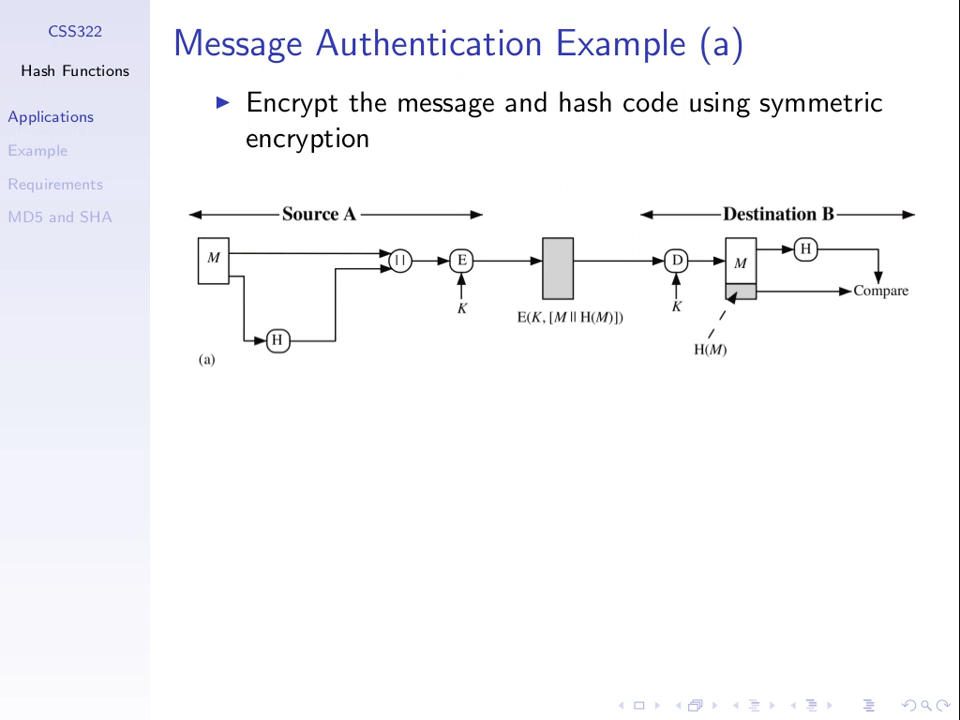 CSS322
Hash Functions
Applications
Example
Requirements
MD5 and SHA
Message Authentication Example (a)
Encrypt the message and hash code using symmetric
encryption
Source A
Destination B
M
||
E
D
M
H
Compare
K
K
E(K, [M || H(M)])
H
H(M)
(a)